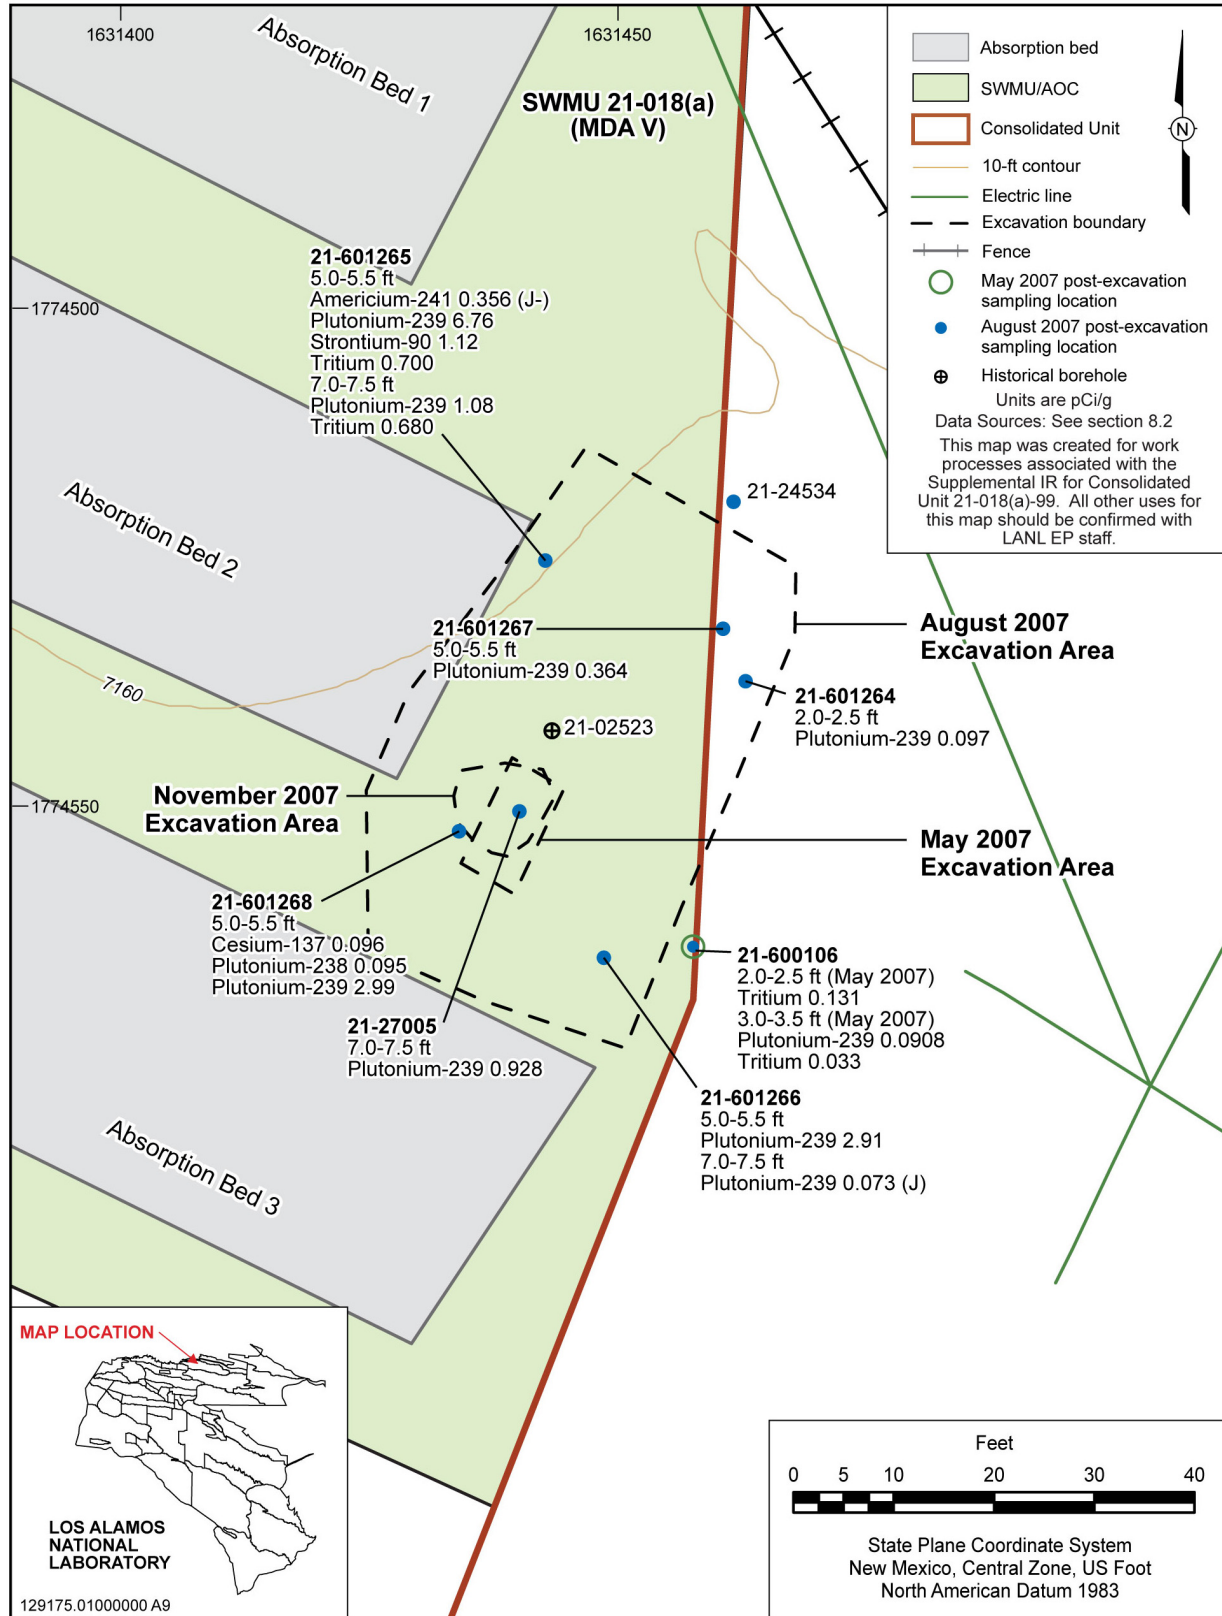 1631400
1631450
Absorption Bed 1
SWMU 21-018(a)
(MDA V)
Absorption bed
SWMU/AOC
Consolidated Unit
10-ft contour
Electric line
Excavation boundary
Fence
May 2007 post-excavation
sampling location
August 2007 post-excavation
sampling location
Historical borehole
Units are pCi/g
Data Sources: See section 8.2
This map was created for work
processes associated with the
Supplemental IR for Consolidated
Unit 21-018(a)-99. All other uses for
this map should be confirmed with
LANL EP staff.
N
21-601265
5.0-5.5 ft
Americium-241 0.356 (J-)
Plutonium-239 6.76
Strontium-90 1.12
Tritium 0.700
7.0-7.5 ft
Plutonium-239 1.08
Tritium 0.680
1774500
Absorption Bed 2
21-24534
21-601267
5.0-5.5 ft
Plutonium-239 0.364
August 2007
Excavation Area
7160
21-601264
2.0-2.5 ft
Plutonium-239 0.097
21-02523
1774550
November 2007
Excavation Area
May 2007
Excavation Area
21-601268
5.0-5.5 ft
Cesium-137 0.096
Plutonium-238 0.095
Plutonium-239 2.99
21-27005
7.0-7.5 ft
Plutonium-239 0.928
21-600106
2.0-2.5 ft (May 2007)
Tritium 0.131
3.0-3.5 ft (May 2007)
Plutonium-239 0.0908
Tritium 0.033
21-601266
5.0-5.5 ft
Plutonium-239 2.91
7.0-7.5 ft
Plutonium-239 0.073 (J)
Absorption Bed 3
MAP LOCATION
LOS ALAMOS
NATIONAL
LABORATORY
129175.01000000 A9
Feet
0 5 10 20 30 40
State Plane Coordinate System
New Mexico, Central Zone, US Foot
North American Datum 1983